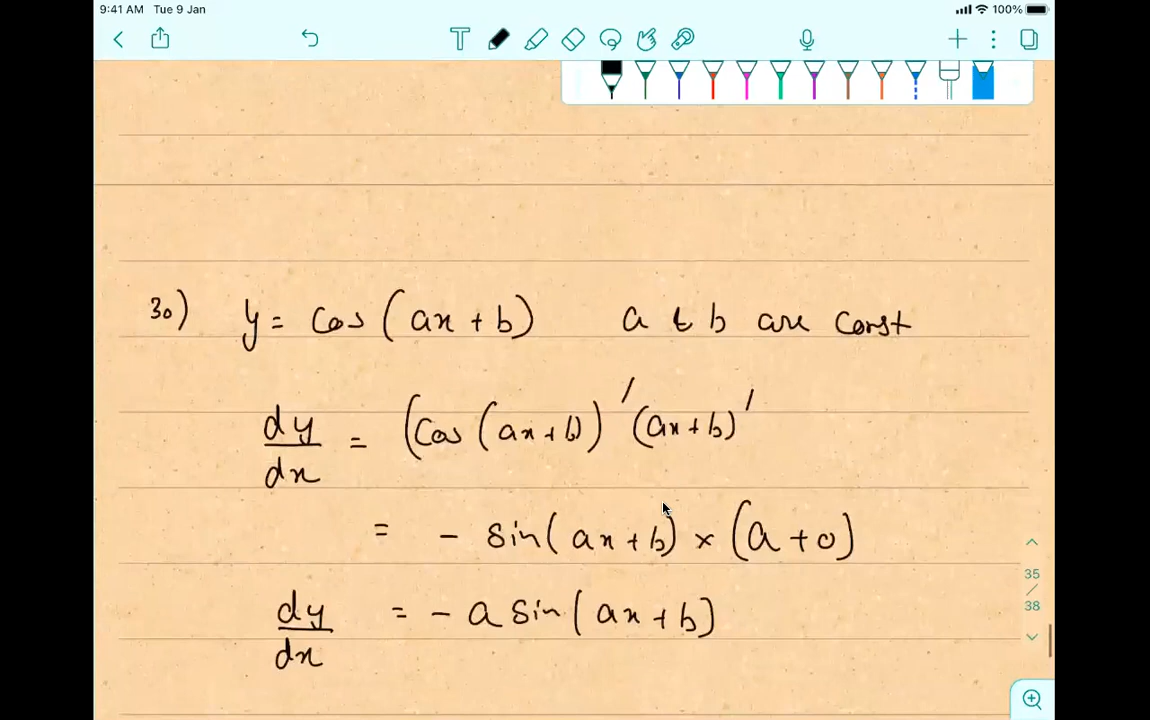 9:41 AM Tue 9 Jan 100%
T
30) y = cos (ax + b) a & b are const
dy/dx = (cos (ax + b))' (ax + b)'
= - sin (ax + b) × (a + 0)
dy/dx = - a sin (ax + b)
35
/
38